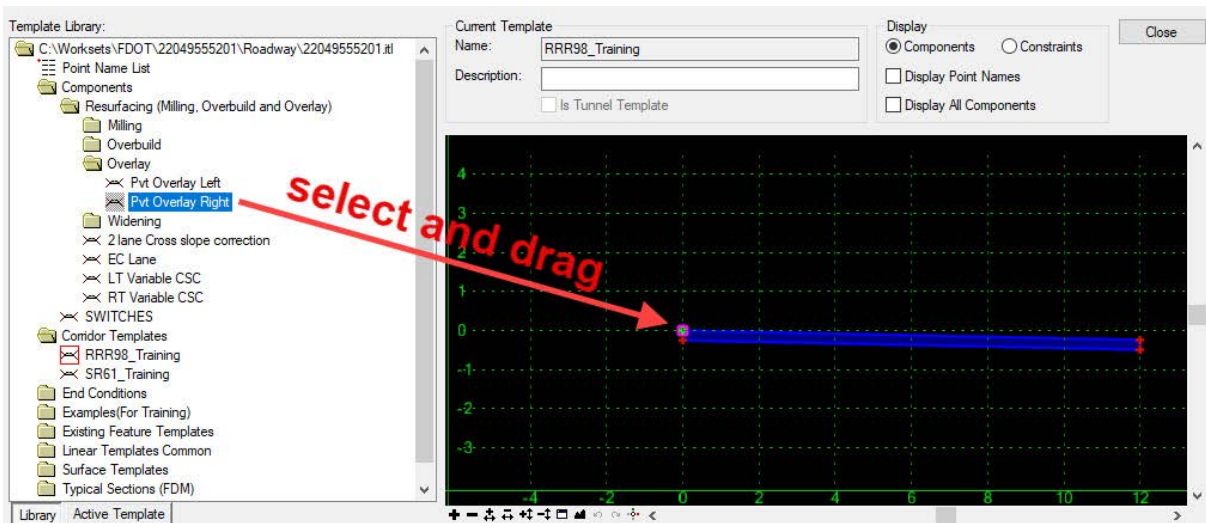 Template Library:
C:\Worksets\FDOT\22049555201\Roadway\22049555201.itl
Point Name List
Components
Resurfacing (Milling, Overbuild and Overlay)
Milling
Overbuild
Overlay
Pvt Overlay Left
Pvt Overlay Right
Widening
2 lane Cross slope correction
EC Lane
LT Variable CSC
RT Variable CSC
SWITCHES
Corridor Templates
RRR98_Training
SR61_Training
End Conditions
Examples(For Training)
Existing Feature Templates
Linear Templates Common
Surface Templates
Typical Sections (FDM)
Library Active Template
Current Template
Name: RRR98_Training
Description:
Is Tunnel Template
Display
Components Constraints
Display Point Names
Display All Components
Close
select and drag
4
3
2
1
0
-1
-2
-3
-4 -2 0 2 4 6 8 10 12